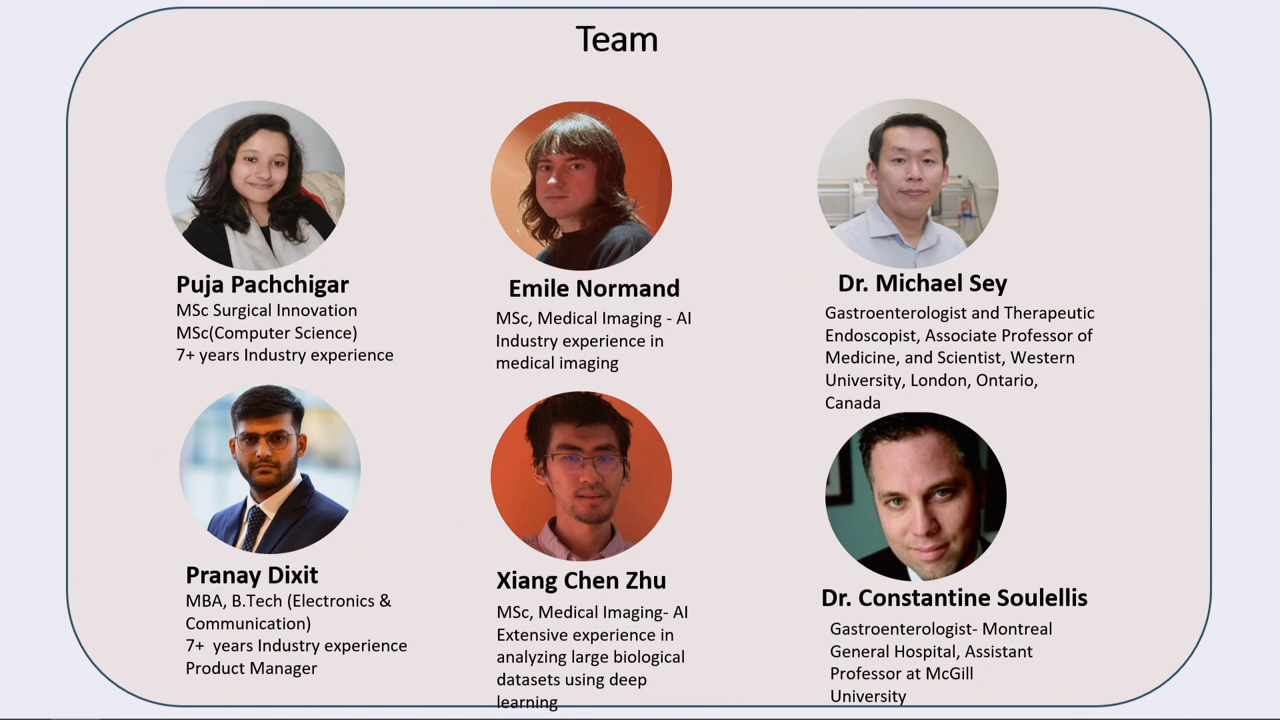 Team
Puja Pachchigar
MSc Surgical Innovation
MSc(Computer Science)
7+ years Industry experience
Emile Normand
MSc, Medical Imaging - AI
Industry experience in
medical imaging
Dr. Michael Sey
Gastroenterologist and Therapeutic
Endoscopist, Associate Professor of
Medicine, and Scientist, Western
University, London, Ontario,
Canada
Pranay Dixit
MBA, B.Tech (Electronics &
Communication)
7+  years Industry experience
Product Manager
Xiang Chen Zhu
MSc, Medical Imaging- AI
Extensive experience in
analyzing large biological
datasets using deep
learning
Dr. Constantine Soulellis
Gastroenterologist- Montreal
General Hospital, Assistant
Professor at McGill
University